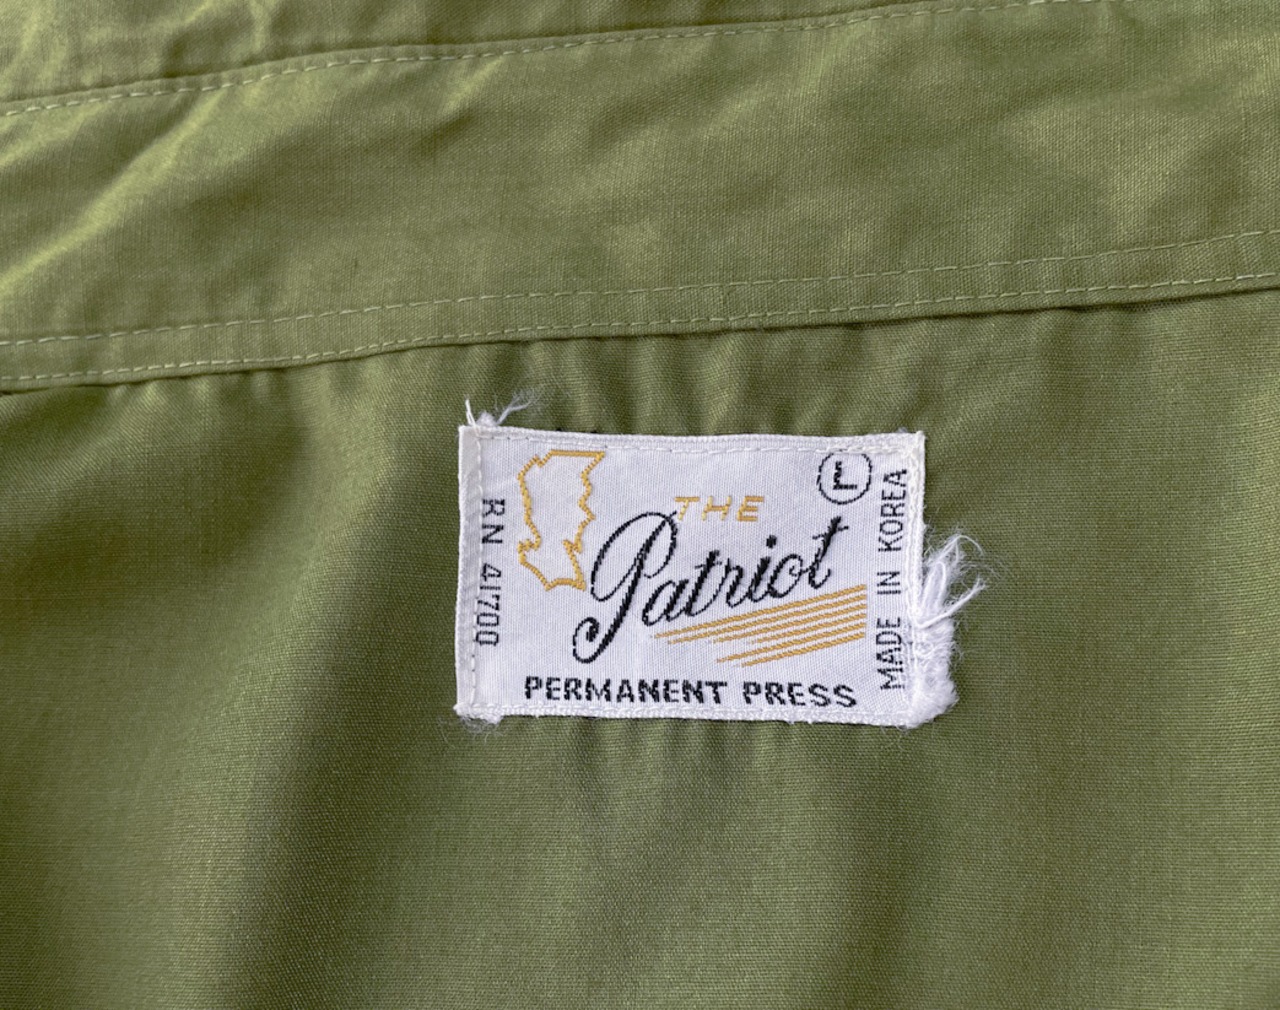 THE
Patriot
PERMANENT PRESS
RN 41700
L
MADE IN KOREA